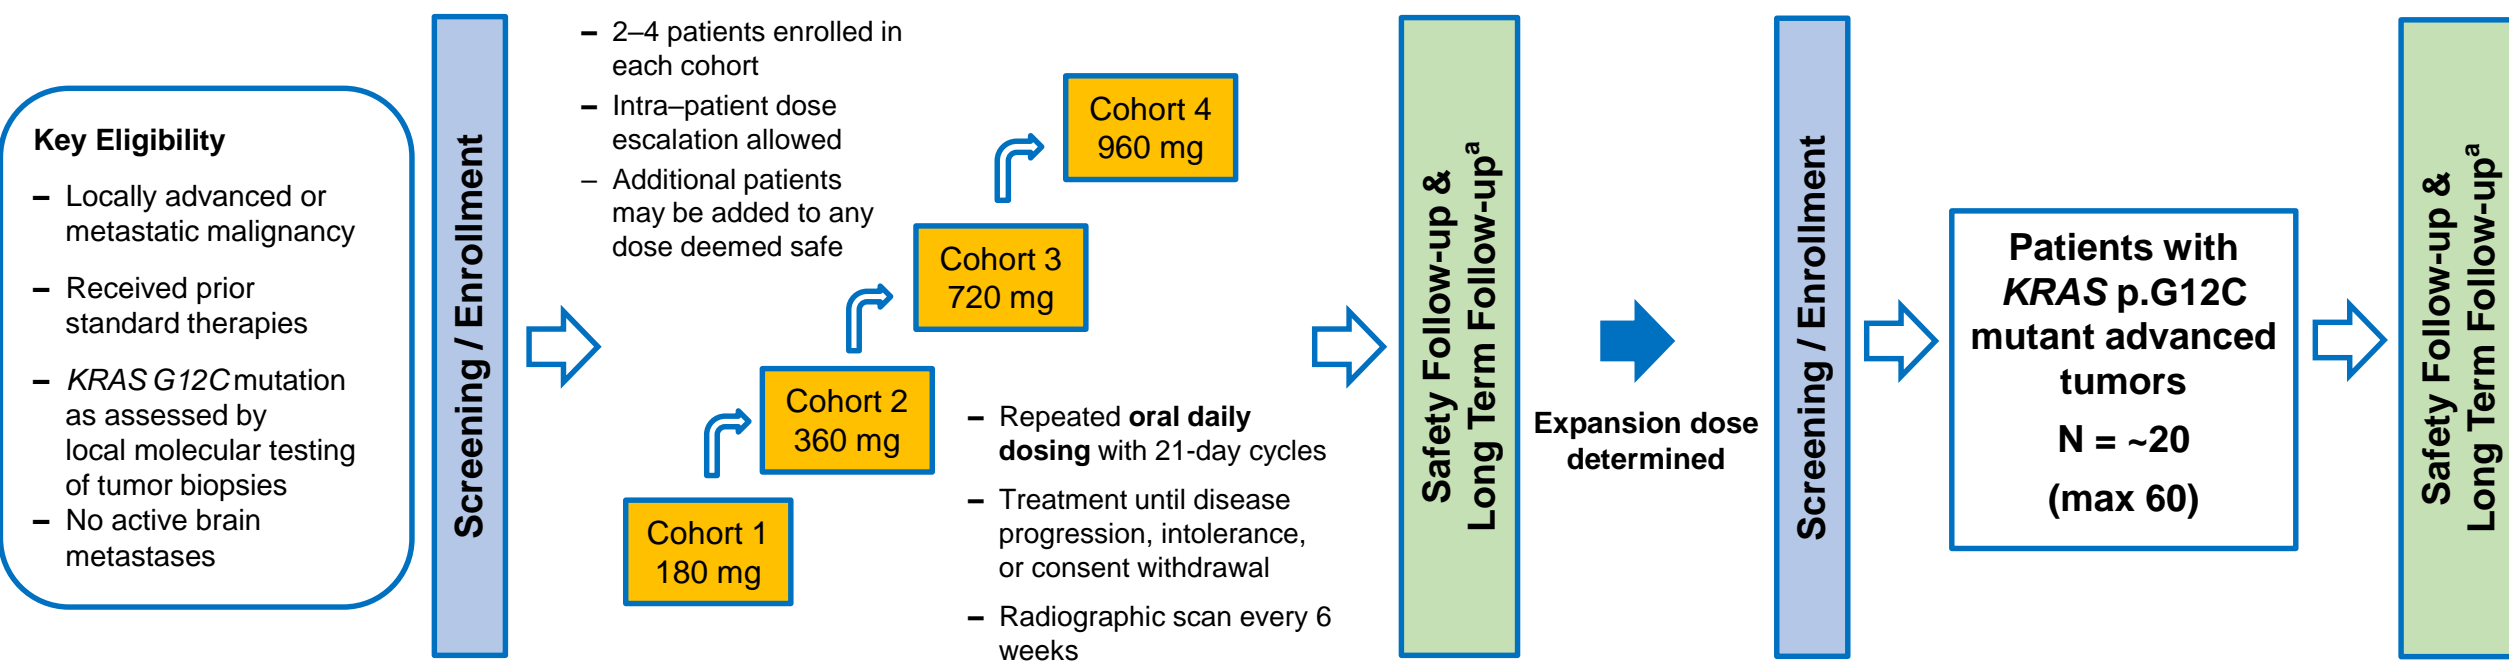 Key Eligibility
– Locally advanced or
metastatic malignancy
– Received prior
standard therapies
– KRAS G12C mutation
as assessed by
local molecular testing
of tumor biopsies
– No active brain
metastases
Screening / Enrollment
– 2–4 patients enrolled in
each cohort
– Intra–patient dose
escalation allowed
– Additional patients
may be added to any
dose deemed safe
Cohort 1
180 mg
Cohort 2
360 mg
Cohort 3
720 mg
Cohort 4
960 mg
– Repeated oral daily
dosing with 21-day cycles
– Treatment until disease
progression, intolerance,
or consent withdrawal
– Radiographic scan every 6
weeks
Safety Follow-up &
Long Term Follow-upᵃ
Expansion dose
determined
Screening / Enrollment
Patients with
KRAS p.G12C
mutant advanced
tumors
N = ~20
(max 60)
Safety Follow-up &
Long Term Follow-upᵃ